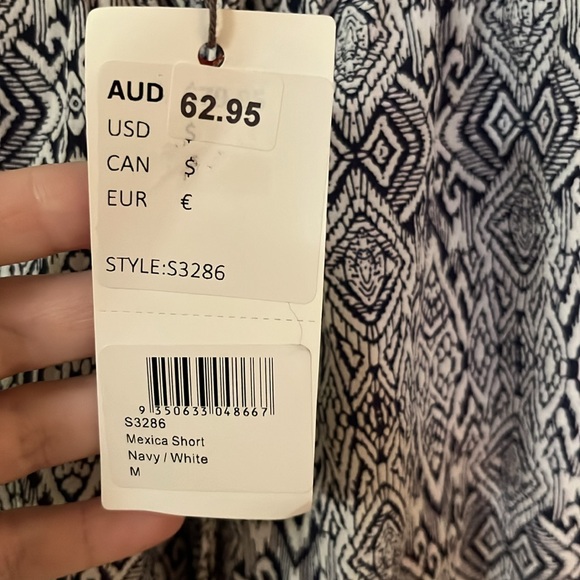 AUD 62.95
USD $
CAN $
EUR €
STYLE:S3286
9 350633 048667
S3286
Mexica Short
Navy / White
M